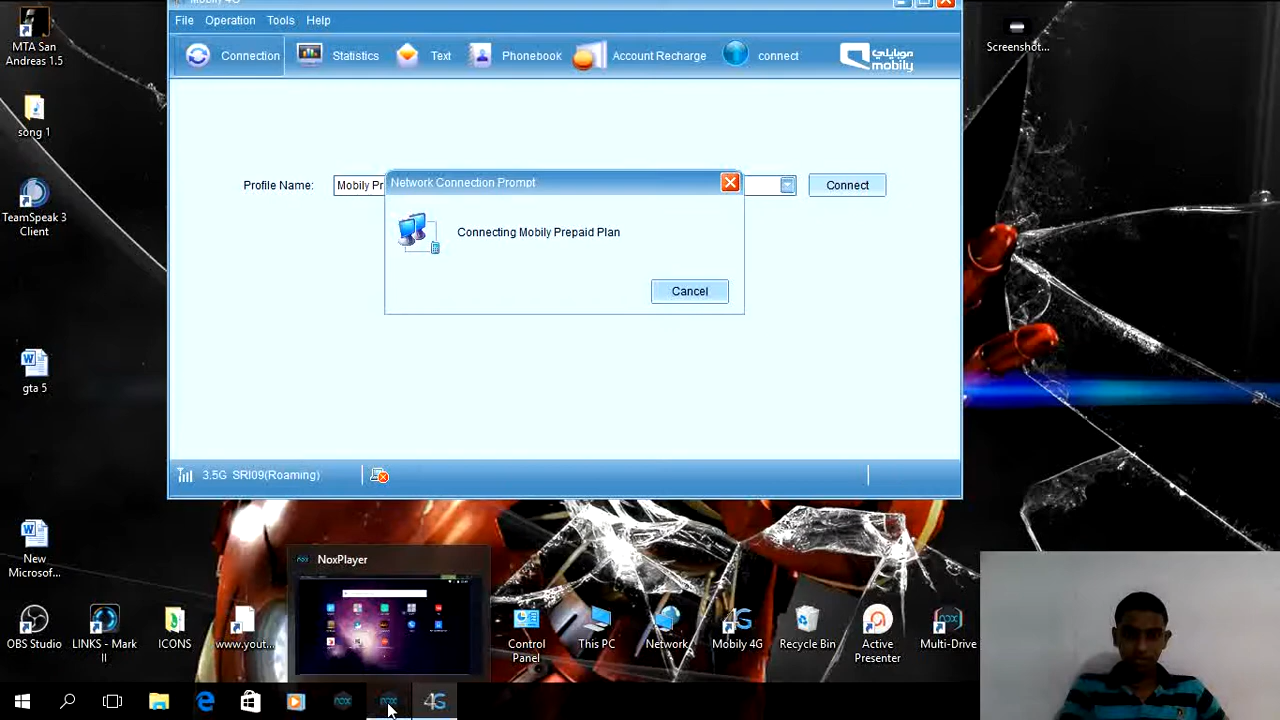 Mobily 4G
File Operation Tools Help
Connection Statistics Text Phonebook Account Recharge connect موبايلي mobily
Profile Name: Mobily Pr Connect
Network Connection Prompt
Connecting Mobily Prepaid Plan
Cancel
3.5G SRI09(Roaming)
MTA San
Andreas 1.5
song 1
TeamSpeak 3
Client
gta 5
New
Microsof...
Screenshot...
NoxPlayer
OBS Studio
LINKS - Mark
II
ICONS
www.yout...
Control
Panel
This PC
Network
Mobily 4G
Recycle Bin
Active
Presenter
Multi-Drive
nox
nox
4G